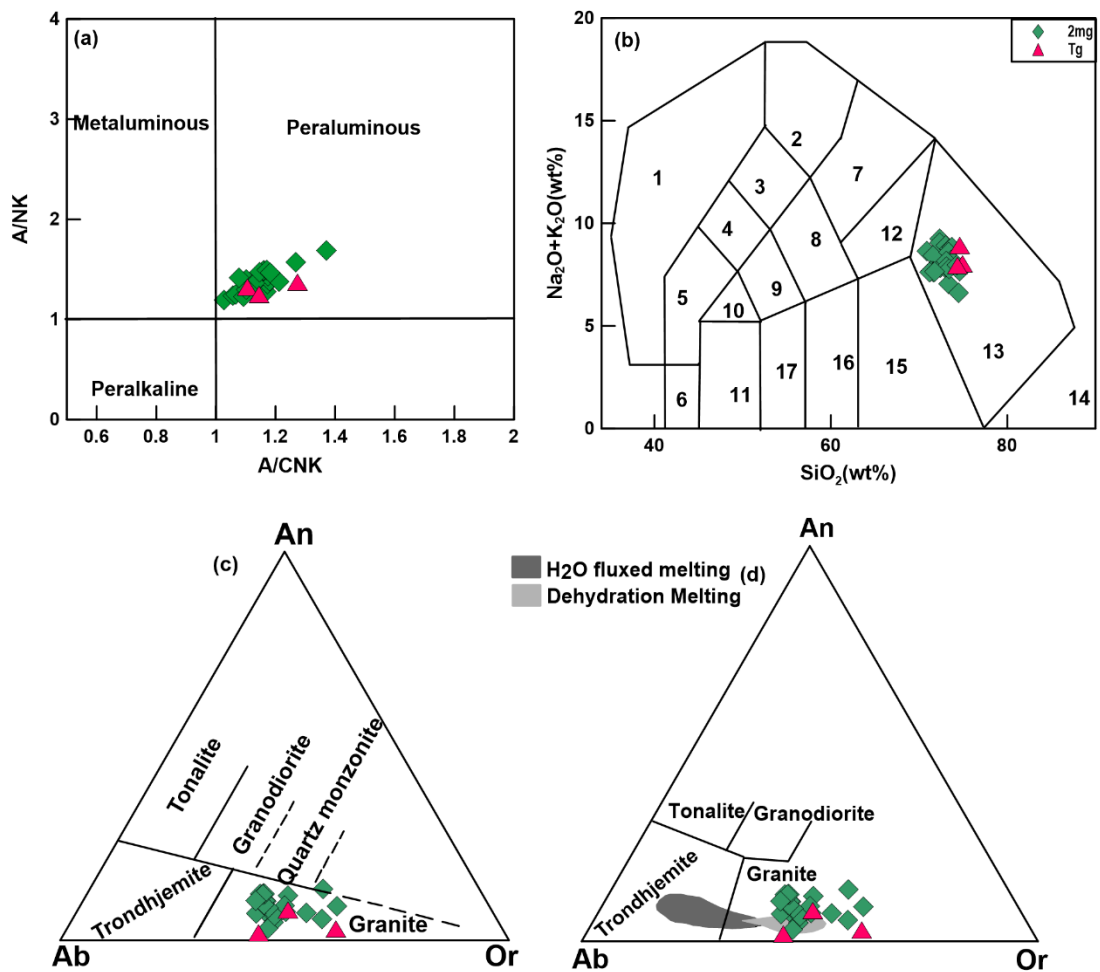 (a)
4
3
2
1
0
A/NK
Metaluminous
Peraluminous
Peralkaline
0.6 0.8 1 1.2 1.4 1.6 1.8 2
A/CNK
(b)
20
15
10
5
0
Na2O+K2O(wt%)
2mg
Tg
1
2
3
4
5
6
7
8
9
10
11
12
13
14
15
16
17
40 60 80
SiO2(wt%)
(c)
An
Tonalite
Granodiorite
Quartz monzonite
Trondhjemite
Granite
Ab
Or
H2O fluxed melting
Dehydration Melting
(d)
An
Tonalite
Granodiorite
Trondhjemite
Granite
Ab
Or